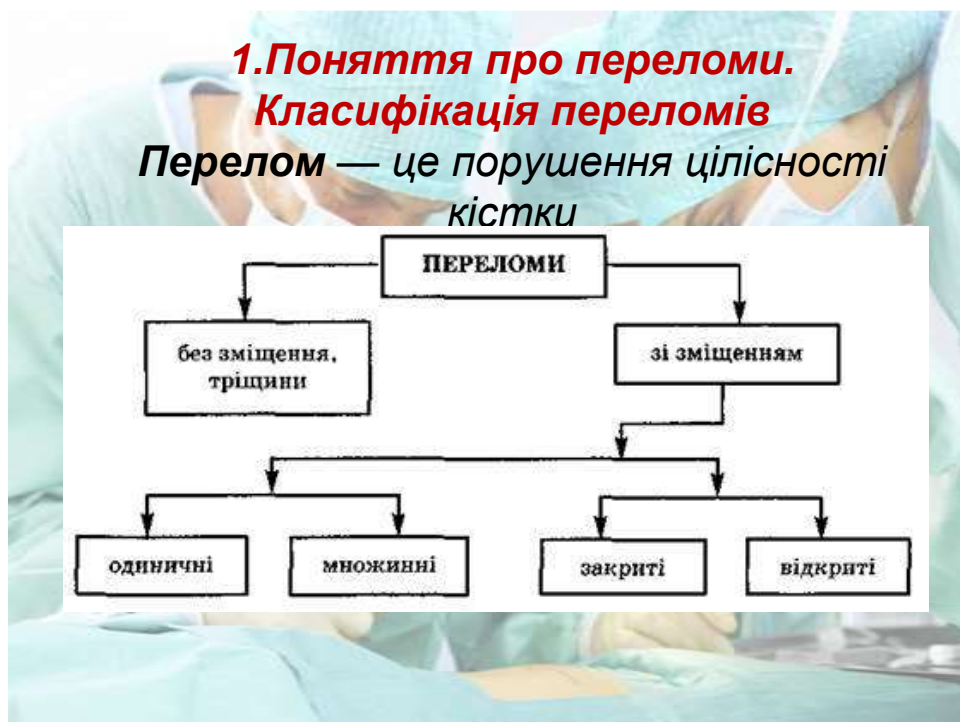 1.Поняття про переломи.
Класифікація переломів
Перелом — це порушення цілісності
кістки
ПЕРЕЛОМИ
без зміщення,
тріщини
зі зміщенням
одиничні
множинні
закриті
відкриті